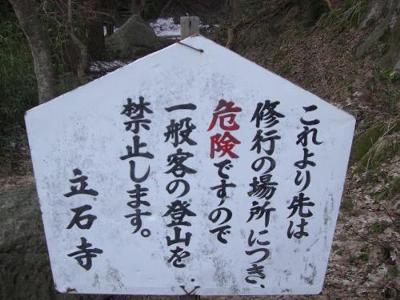 これより先は
修行の場所につき、
危険ですので
一般客の登山を
禁止します。
立石寺